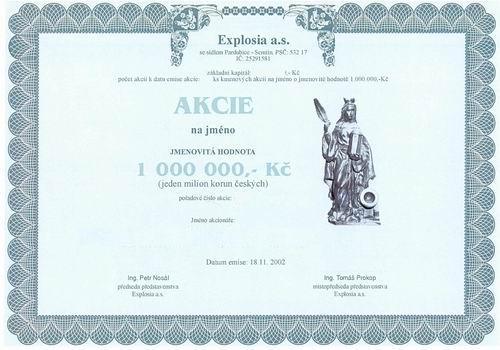 Explosia a.s.
se sídlem Pardubice - Semtín, PSČ: 532 17
IČ: 25291581
základní kapitál: ,- Kč
počet akcií k datu emise akcie: ks kmenových akcií na jméno o jmenovité hodnotě 1.000.000,-Kč
AKCIE
na jméno
JMENOVITÁ HODNOTA
1 000 000,- Kč
(jeden milion korun českých)
pořadové číslo akcie:
Jméno akcionáře:
Datum emise: 18.11. 2002
Ing. Petr Nosál
předseda představenstva
Explosia a.s.
Ing. Tomáš Prokop
místopředseda představenstva
Explosia a.s.